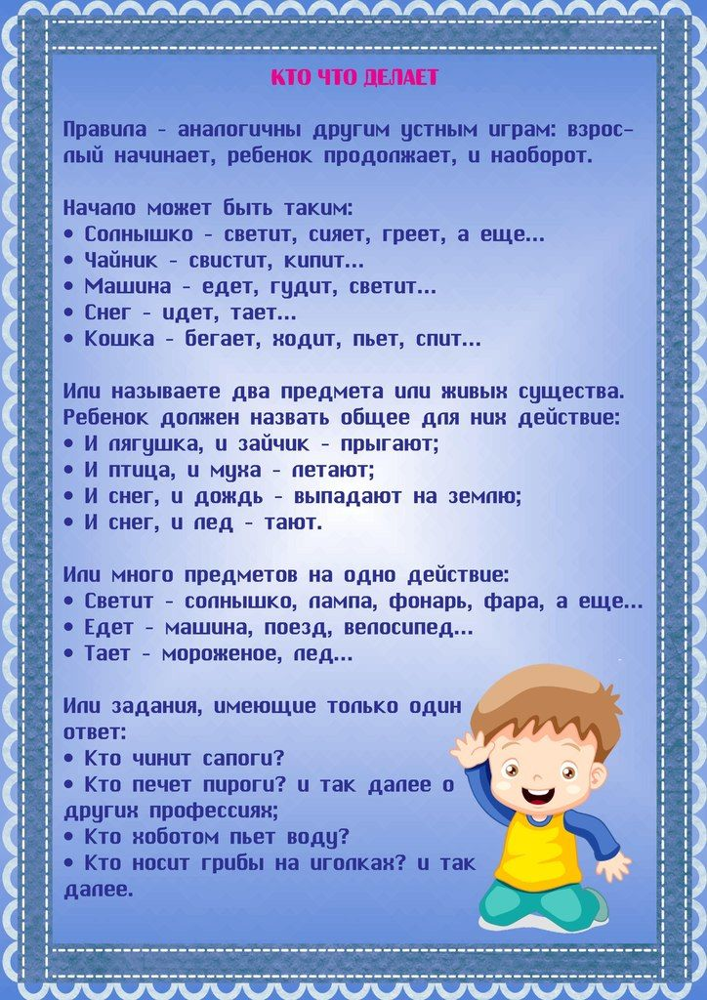 КТО ЧТО ДЕЛАЕТ
Правила - аналогичны другим устным играм: взрос-
лый начинает, ребенок продолжает, и наоборот.
Начало может быть таким:
• Солнышко - светит, сияет, греет, а еще...
• Чайник - свистит, кипит...
• Машина - едет, гудит, светит...
• Снег - идет, тает...
• Кошка - бегает, ходит, пьет, спит...
Или называете два предмета или живых существа.
Ребенок должен назвать общее для них действие:
• И лягушка, и зайчик - прыгают;
• И птица, и муха - летают;
• И снег, и дождь - выпадают на землю;
• И снег, и лед - тают.
Или много предметов на одно действие:
• Светит - солнышко, лампа, фонарь, фара, а еще...
• Едет - машина, поезд, велосипед...
• Тает - мороженое, лед...
Или задания, имеющие только один
ответ:
• Кто чинит сапоги?
• Кто печет пироги? и так далее о
других профессиях;
• Кто хоботом пьет воду?
• Кто носит грибы на иголках? и так
далее.